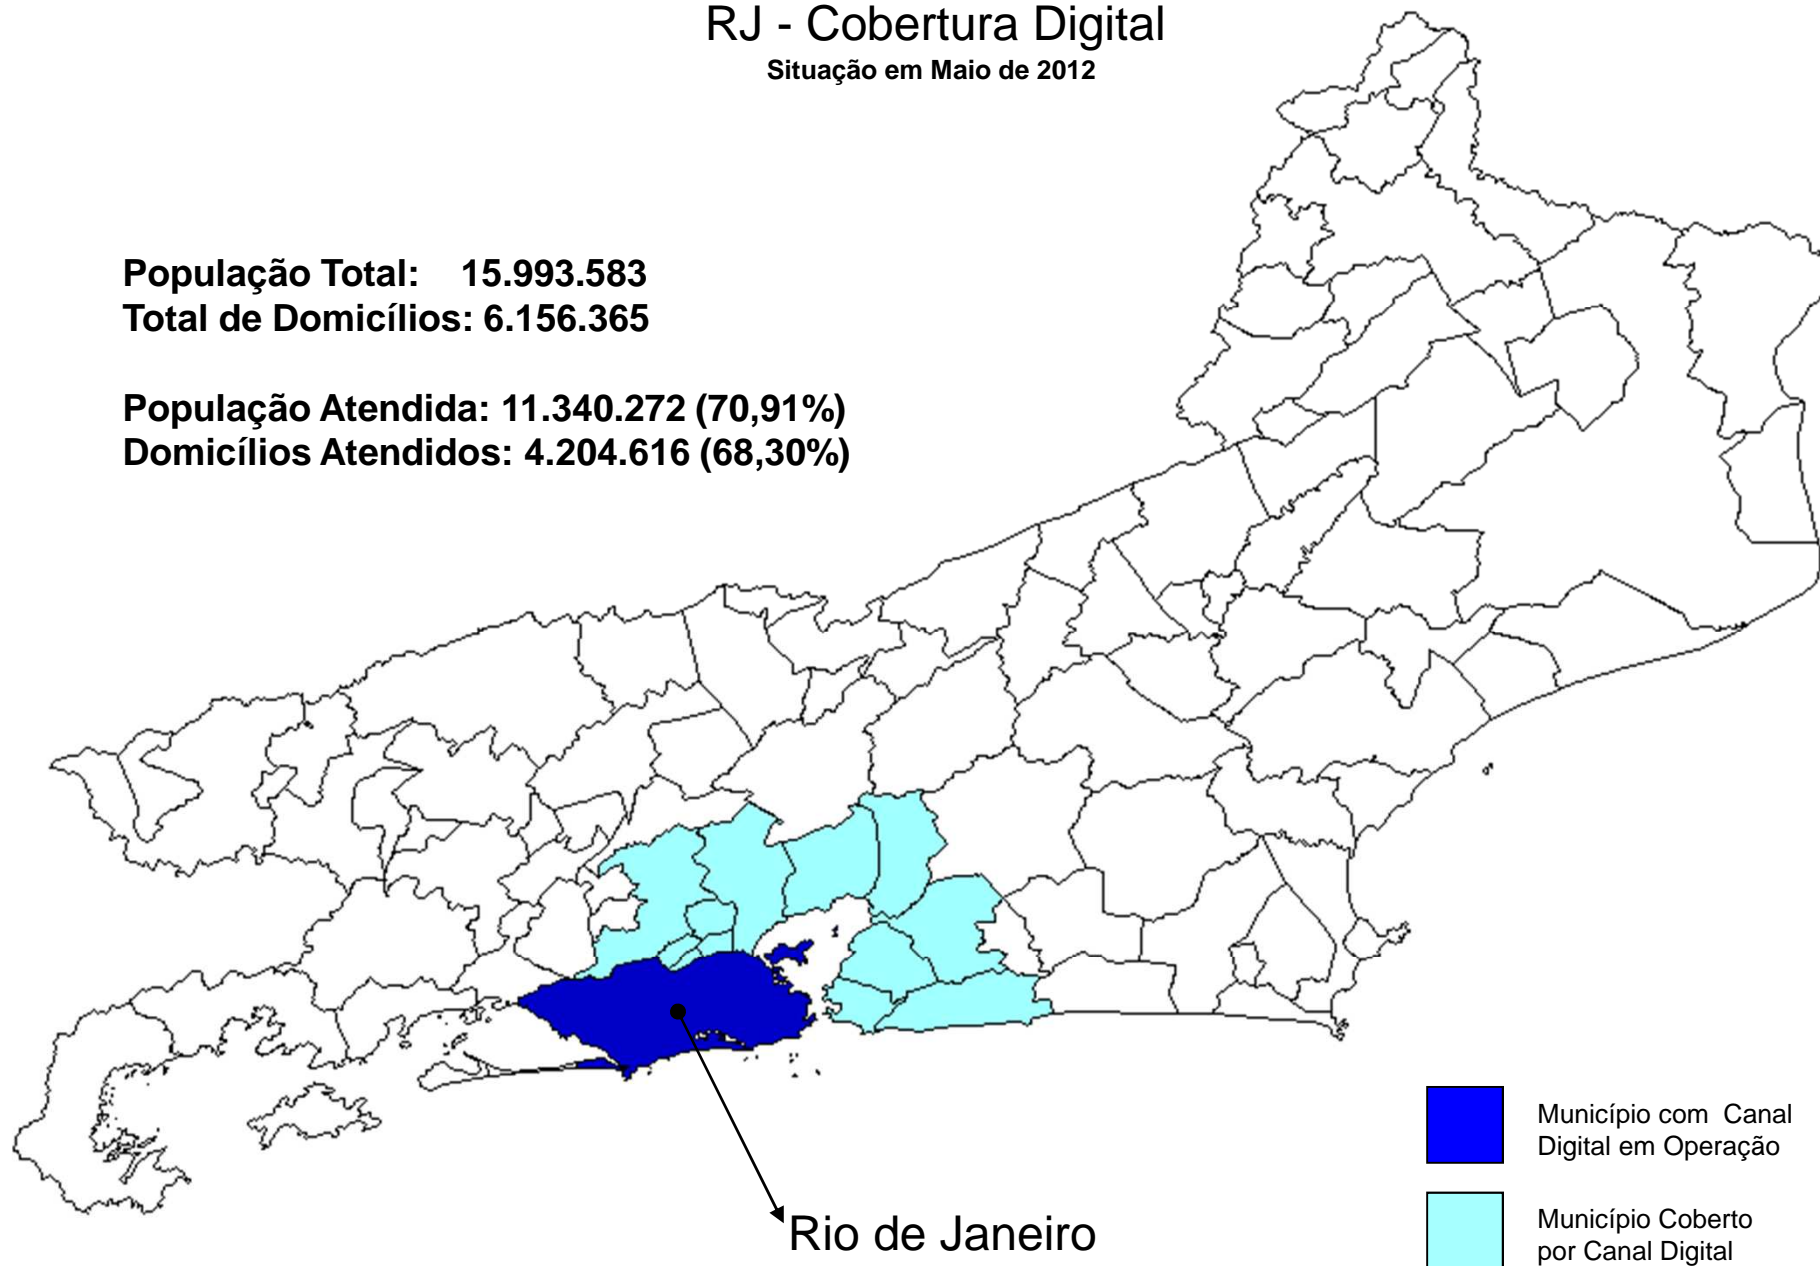 RJ - Cobertura Digital
Situação em Maio de 2012
População Total: 15.993.583
Total de Domicílios: 6.156.365
População Atendida: 11.340.272 (70,91%)
Domicílios Atendidos: 4.204.616 (68,30%)
Município com Canal
Digital em Operação
Município Coberto
por Canal Digital
Rio de Janeiro